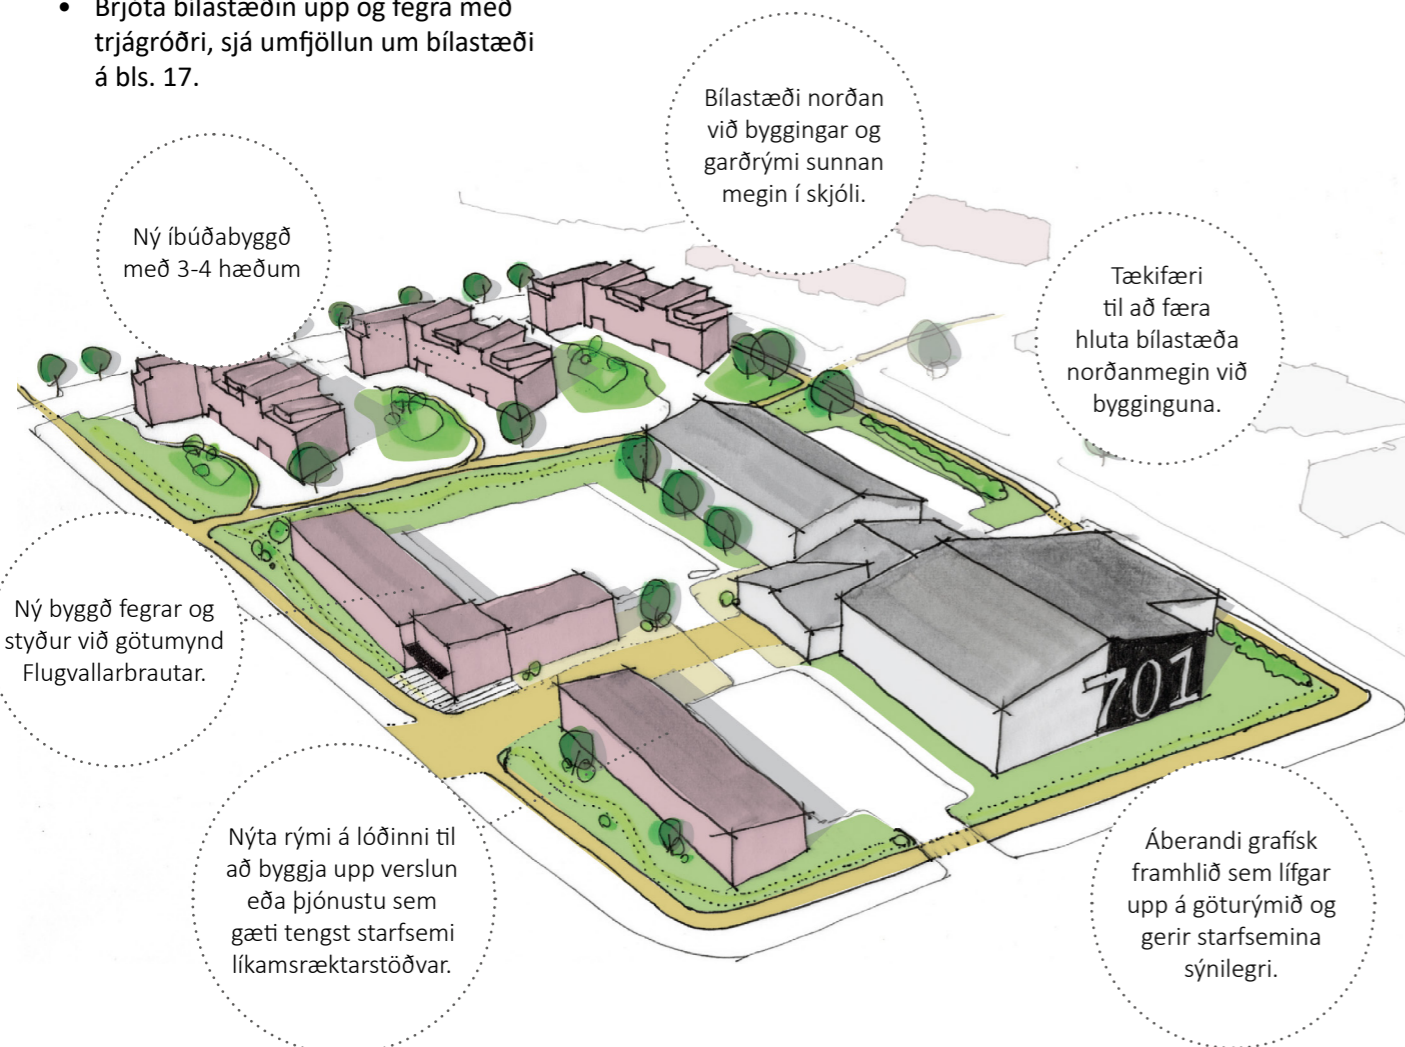 • Brjóta bílastæðin upp og fegra með
trjágróðri, sjá umfjöllun um bílastæði
á bls. 17.
Bílastæði norðan
við byggingar og
garðrými sunnan
megin í skjóli.
Ný íbúðabyggð
með 3-4 hæðum
Tækifæri
til að færa
hluta bílastæða
norðanmegin við
bygginguna.
Ný byggð fegrar og
styður við götumynd
Flugvallarbrautar.
701
Nýta rými á lóðinni til
að byggja upp verslun
eða þjónustu sem
gæti tengst starfsemi
líkamsræktarstöðvar.
Áberandi grafísk
framhlið sem lífgar
upp á göturýmið og
gerir starfsemina
sýnilegri.